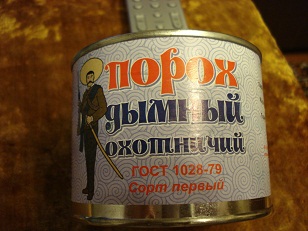 порох
дымный
охотничий
ГОСТ 1028-79
Сорт первый